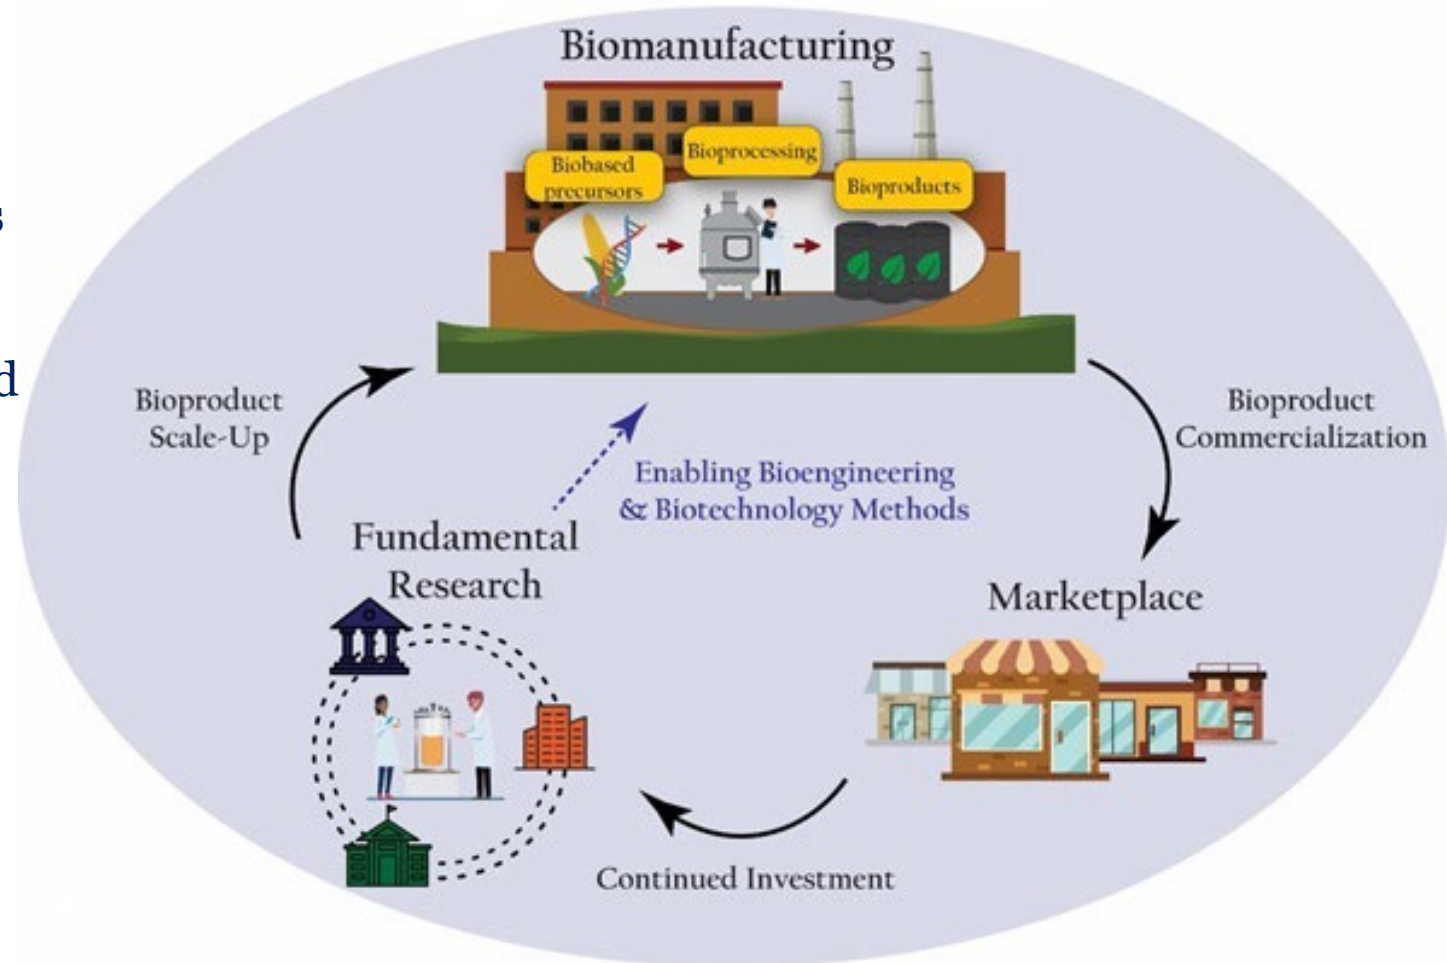 Biomanufacturing
Bioprocessing
Biobased
precursors
Bioproducts
s
d
Bioproduct
Scale-Up
Bioproduct
Commercialization
Enabling Bioengineering
& Biotechnology Methods
Fundamental
Research
Marketplace
Continued Investment